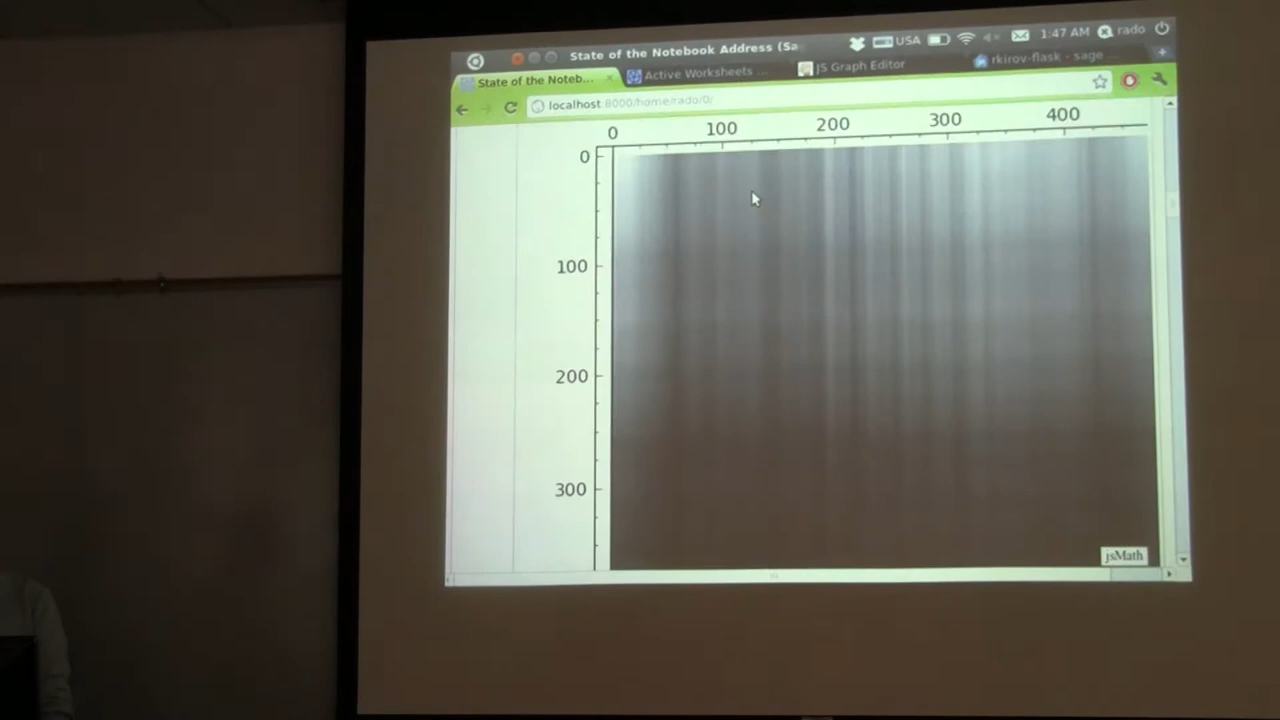 State of the Notebook Address (Sa
USA
1:47 AM
rado
State of the Noteb...
Active Worksheets ...
JS Graph Editor
rkirov-flask - sage ...
localhost:8000/home/rado/0/
0 100 200 300 400
0
100
200
300
jsMath